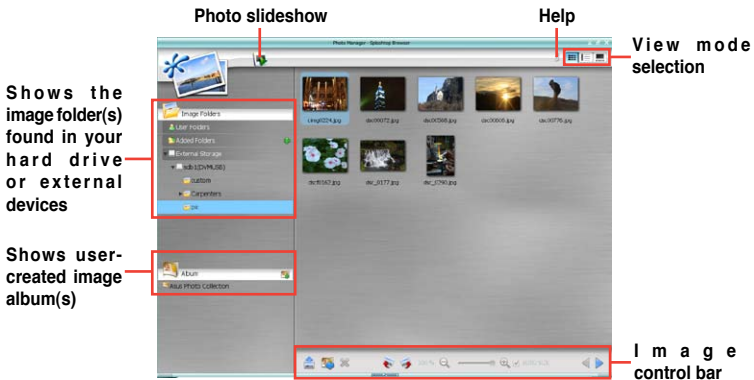 Photo slideshow
Help
Photo Manager - Splashtop Browser
View mode
selection
Shows the
image folder(s)
found in your
hard drive
or external
devices
Image Folders
User Folders
Added Folders
External Storage
sdb1(DVMUSB)
custom
Carpenters
pic
dsc00072.jpg
Shows user-
created image
album(s)
Album
Asus Photo Collection
Image
control bar